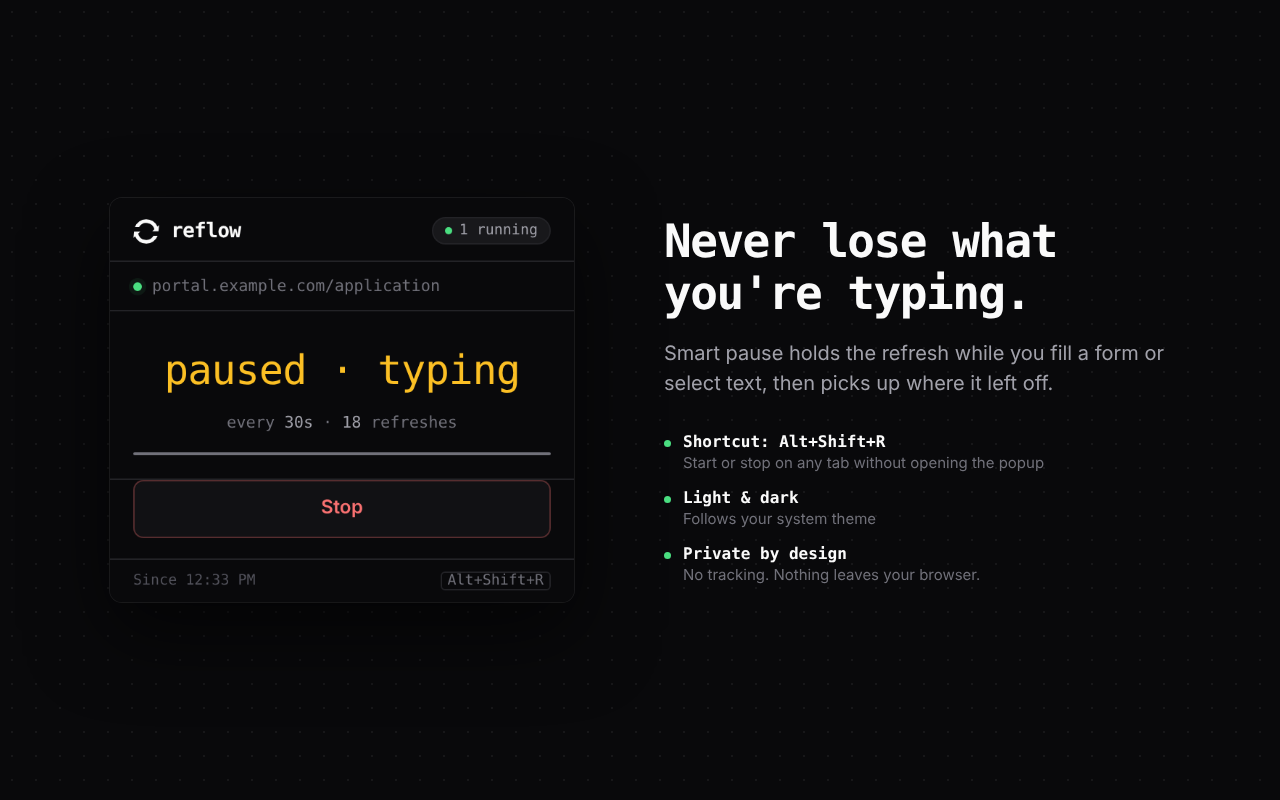 reflow
1 running
portal.example.com/application
paused · typing
every 30s · 18 refreshes
Stop
Since 12:33 PM
Alt+Shift+R
Never lose what
you're typing.
Smart pause holds the refresh while you fill a form or
select text, then picks up where it left off.
Shortcut: Alt+Shift+R
Start or stop on any tab without opening the popup
Light & dark
Follows your system theme
Private by design
No tracking. Nothing leaves your browser.